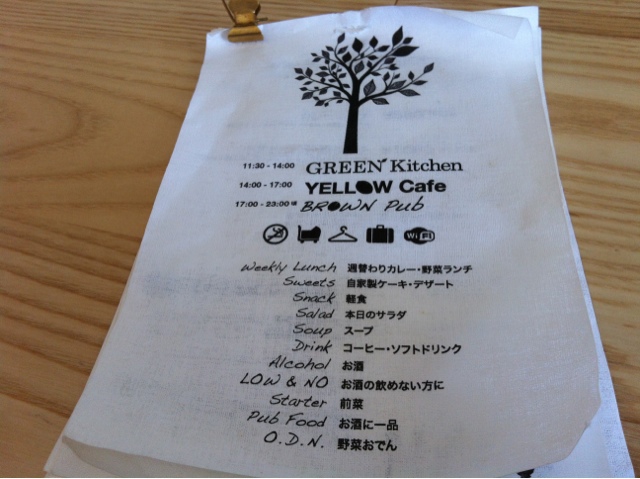 11:30 - 14:00 GREEN Kitchen
14:00 - 17:00 YELLOW Cafe
17:00 - 23:00 BROWN Pub
Wi Fi
Weekly Lunch 週替わりカレー・野菜ランチ
Sweets 自家製ケーキ・デザート
Snack 軽食
Salad 本日のサラダ
Soup スープ
Drink コーヒー・ソフトドリンク
Alcohol お酒
LOW & NO お酒の飲めない方に
Starter 前菜
Pub Food お酒に一品
O.D.N. 野菜おでん